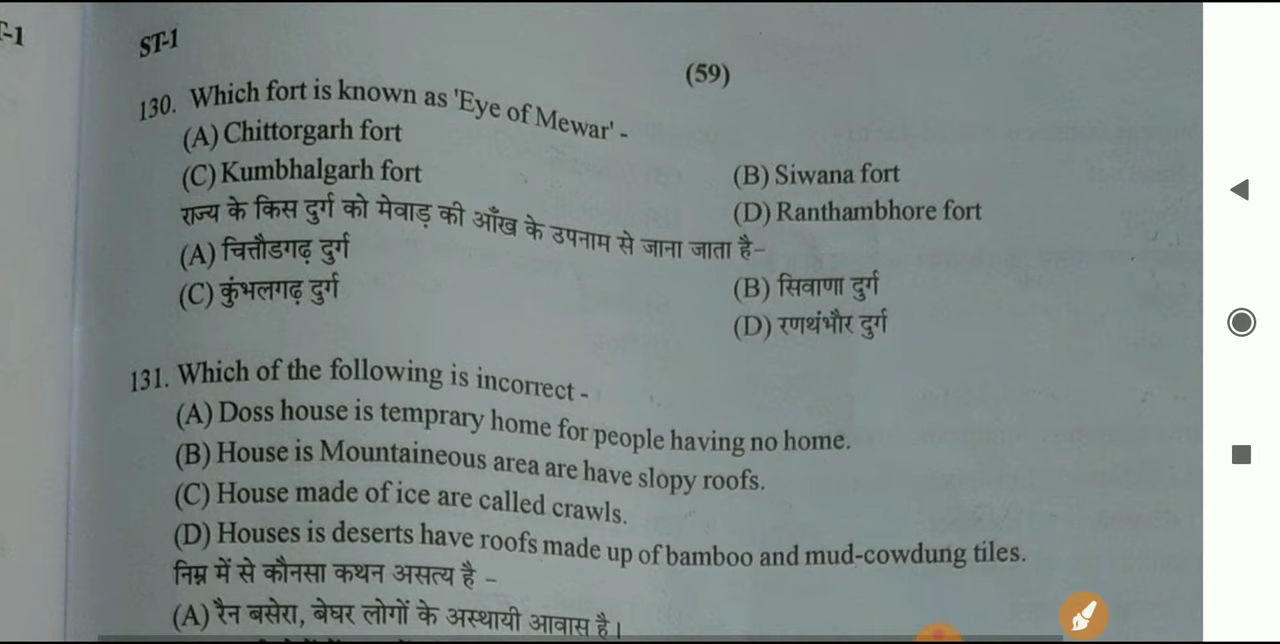 T-1
ST-1
(59)
130. Which fort is known as 'Eye of Mewar' -
(A) Chittorgarh fort
(B) Siwana fort
(C) Kumbhalgarh fort
(D) Ranthambhore fort
राज्य के किस दुर्ग को मेवाड़ की आँख के उपनाम से जाना जाता है-
(A) चित्तौडगढ़ दुर्ग
(B) सिवाणा दुर्ग
(C) कुंभलगढ़ दुर्ग
(D) रणथंभौर दुर्ग
131. Which of the following is incorrect -
(A) Doss house is temprary home for people having no home.
(B) House is Mountaineous area are have slopy roofs.
(C) House made of ice are called crawls.
(D) Houses is deserts have roofs made up of bamboo and mud-cowdung tiles.
निम्न में से कौनसा कथन असत्य है -
(A) रैन बसेरा, बेघर लोगों के अस्थायी आवास है।